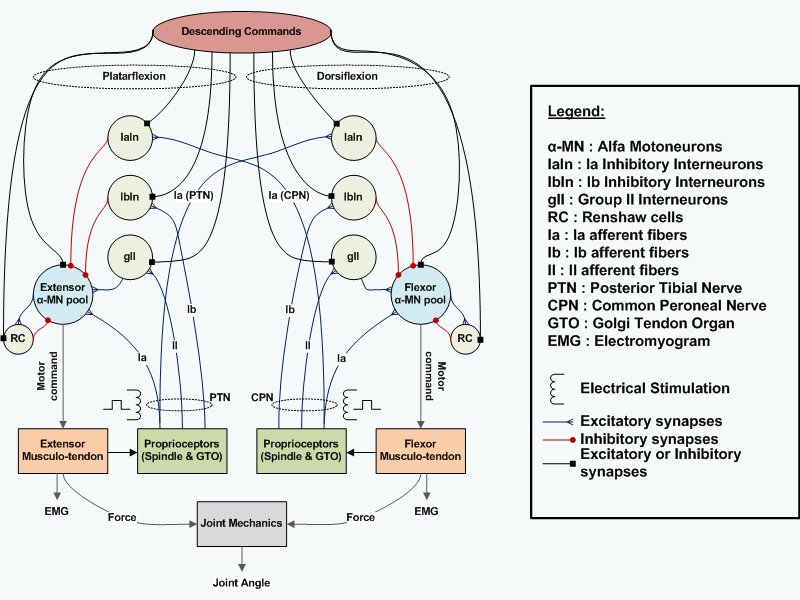 Descending Commands
Platarflexion
Dorsiflexion
IaIn
IaIn
IbIn
Ia (PTN)
Ia (CPN)
IbIn
gII
gII
Extensor
α-MN pool
Flexor
α-MN pool
Ib
Ib
RC
RC
II
II
Ia
Ia
Motor
command
Motor
command
PTN
CPN
Extensor
Musculo-tendon
Proprioceptors
(Spindle & GTO)
Proprioceptors
(Spindle & GTO)
Flexor
Musculo-tendon
EMG
Force
Joint Mechanics
Force
EMG
Joint Angle
Legend:
α-MN : Alfa Motoneurons
IaIn : Ia Inhibitory Interneurons
IbIn : Ib Inhibitory Interneurons
gII : Group II Interneurons
RC : Renshaw cells
Ia : Ia afferent fibers
Ib : Ib afferent fibers
II : II afferent fibers
PTN : Posterior Tibial Nerve
CPN : Common Peroneal Nerve
GTO : Golgi Tendon Organ
EMG : Electromyogram
Electrical Stimulation
Excitatory synapses
Inhibitory synapses
Excitatory or Inhibitory
synapses